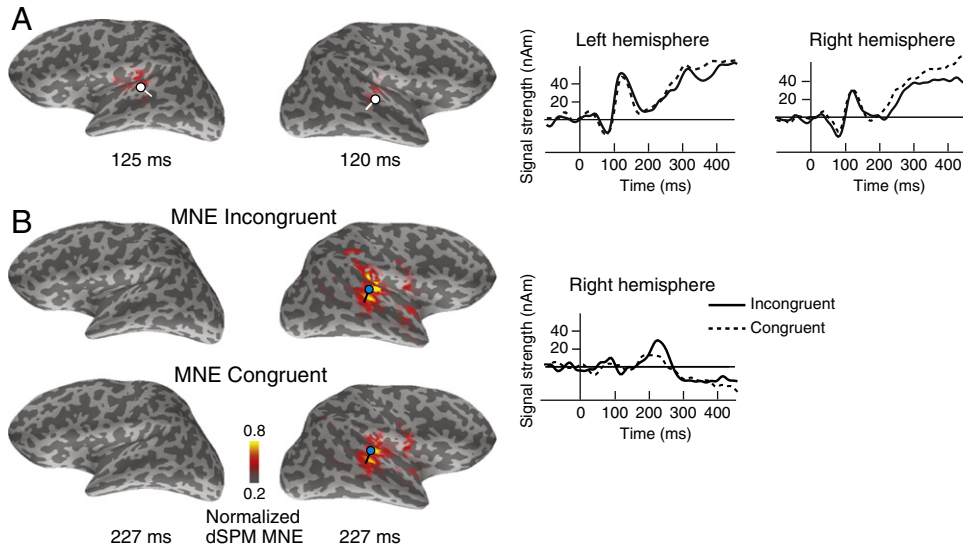 A
125 ms
120 ms
Left hemisphere
Signal strength (nAm)
40
20
0 100 200 300 400
Time (ms)
Right hemisphere
40
20
0 100 200 300 400
Time (ms)
B
MNE Incongruent
MNE Congruent
0.8
0.2
Normalized
dSPM MNE
227 ms
227 ms
Right hemisphere
Signal strength (nAm)
40
20
0 100 200 300 400
Time (ms)
Incongruent
Congruent